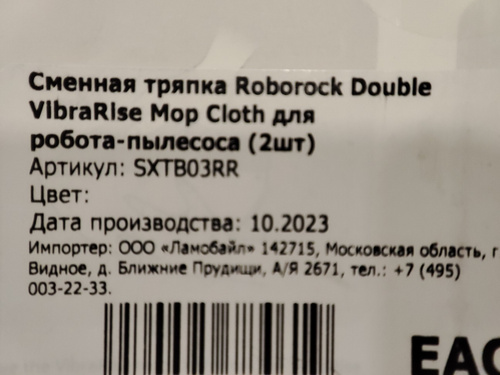 Сменная тряпка Roborock Double
VibraRise Mop Cloth для
робота-пылесоса (2шт)
Артикул: SXTB03RR
Цвет:
Дата производства: 10.2023
Импортер: ООО «Ламобайл» 142715, Московская область, г
Видное, д. Ближние Прудищи, А/Я 2671, тел.: +7 (495)
003-22-33.
EAC